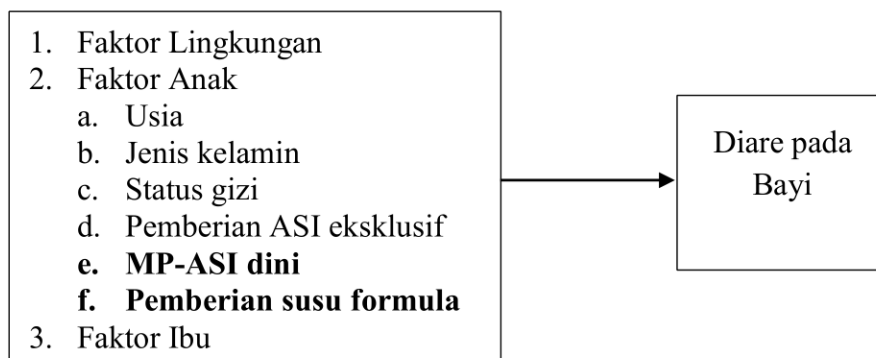 1. Faktor Lingkungan
2. Faktor Anak
a. Usia
b. Jenis kelamin
c. Status gizi
d. Pemberian ASI eksklusif
e. MP-ASI dini
f. Pemberian susu formula
3. Faktor Ibu
Diare pada
Bayi